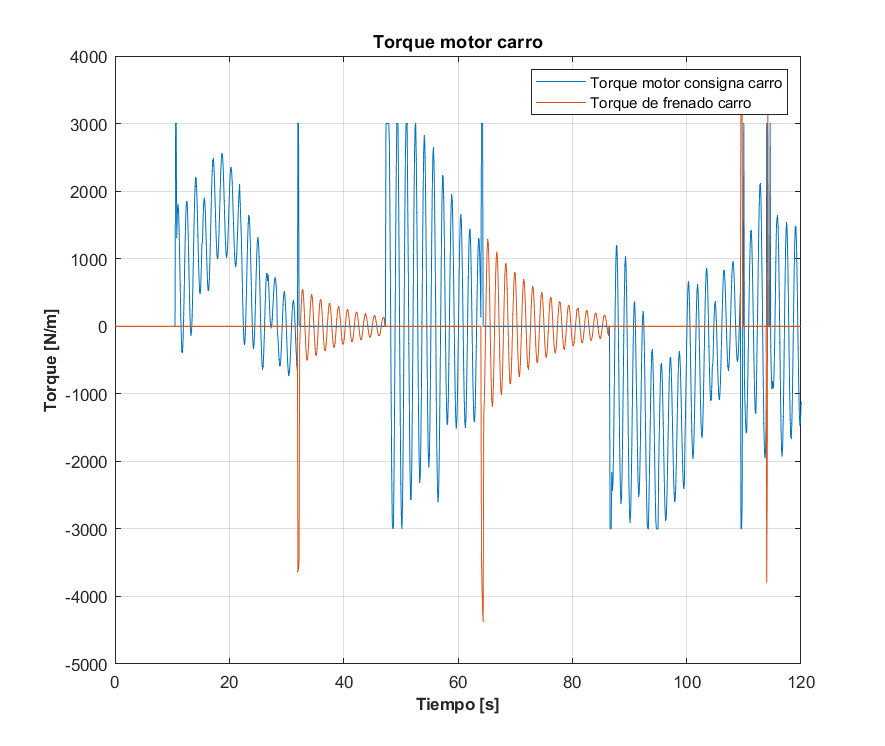 Torque motor carro
Torque motor consigna carro
Torque de frenado carro
4000
3000
2000
1000
0
-1000
-2000
-3000
-4000
-5000
Torque [N/m]
0 20 40 60 80 100 120
Tiempo [s]